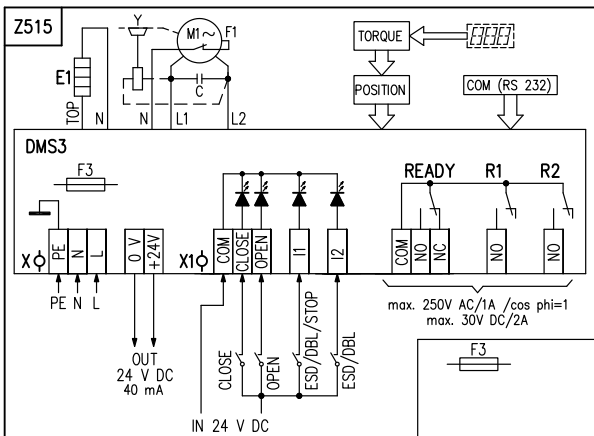 Z515
Y
M1~
F1
E1
C
TOP
N
N
L1
L2
TORQUE
POSITION
COM (RS 232)
DMS3
F3
READY
R1
R2
X
PE
N
L
0 V
+24V
X1
COM
CLOSE
OPEN
I1
I2
COM
NO
NC
NO
NO
PE N L
max. 250V AC/1A /cos phi=1
max. 30V DC/2A
OUT
24 V DC
40 mA
CLOSE
OPEN
ESD/DBL/STOP
ESD/DBL
IN 24 V DC
F3